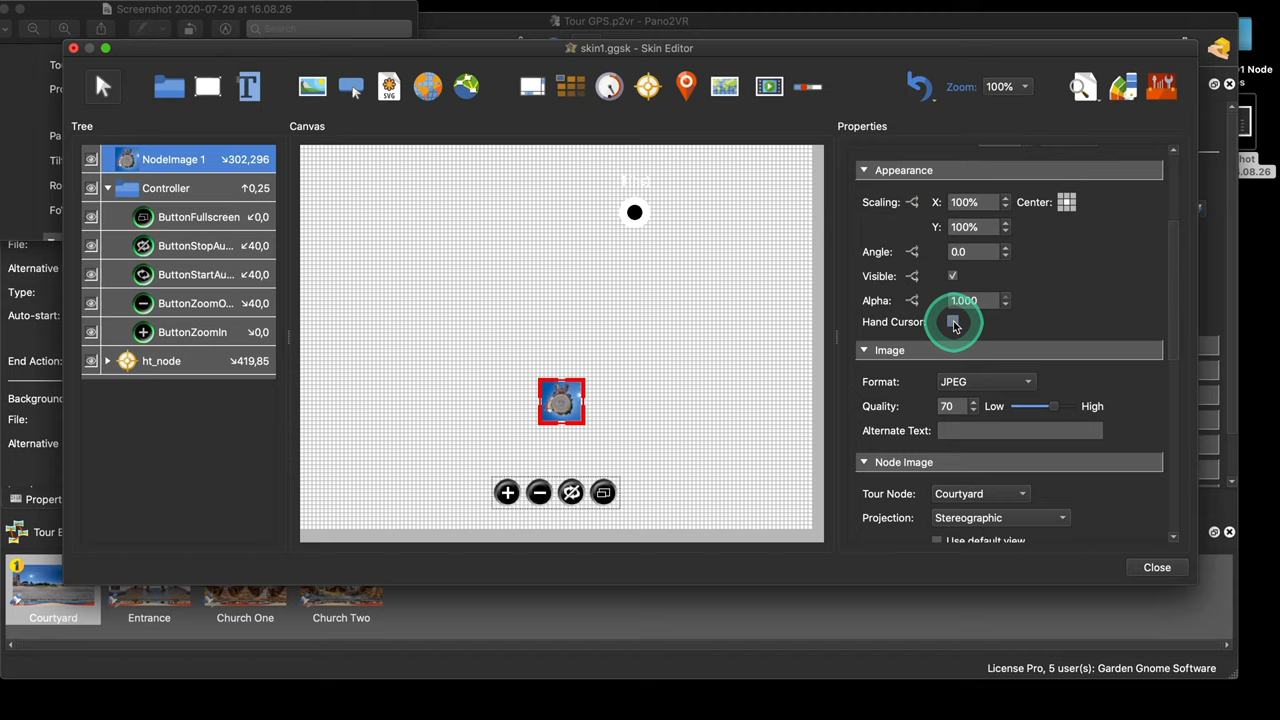 Screenshot 2020-07-29 at 16.08.26
Search
Tour GPS.p2vr - Pano2VR
skin1.ggsk - Skin Editor
SVG
Zoom: 100%
Tree
Canvas
Properties
NodeImage 1 ↘302,296
Controller ↑0,25
ButtonFullscreen ↙0,0
ButtonStopAu... ↙40,0
ButtonStartAu... ↙40,0
ButtonZoomO... ↘40,0
ButtonZoomIn ↘0,0
ht_node ↘419,85
Appearance
Scaling: X: 100% Center:
Y: 100%
Angle: 0.0
Visible:
Alpha: 1.000
Hand Cursor:
Image
Format: JPEG
Quality: 70 Low High
Alternate Text:
Node Image
Tour Node: Courtyard
Projection: Stereographic
Use default view
Close
File:
Alternative
Type:
Auto-start:
End Action:
Background
File:
Alternative
Propert
Tour E
1
Courtyard
Entrance
Church One
Church Two
License Pro, 5 user(s): Garden Gnome Software